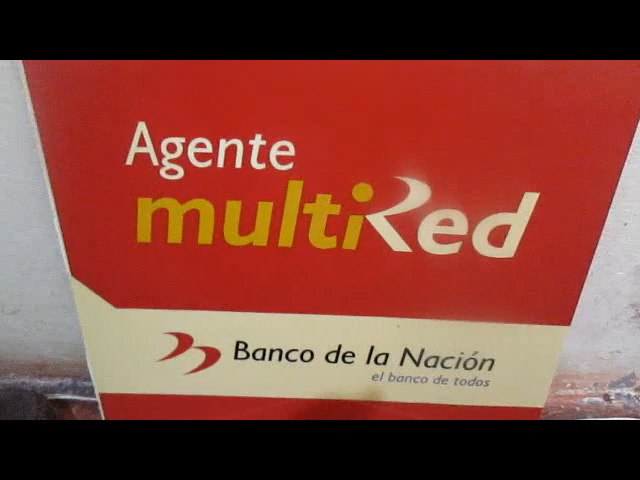 Agente
multiRed
Banco de la Nación
el banco de todos